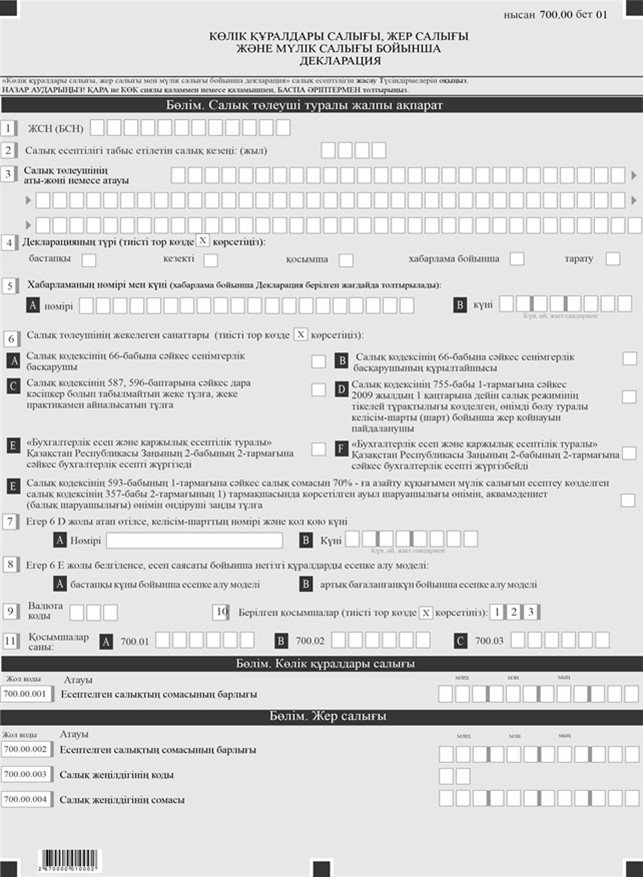 нысан 700.00 бет 01
КӨЛІК ҚҰРАЛДАРЫ САЛЫҒЫ, ЖЕР САЛЫҒЫ
ЖӘНЕ МҮЛІК САЛЫҒЫ БОЙЫНША
ДЕКЛАРАЦИЯ
«Көлік құралдары салығы, жер салығы мен мүлік салығы бойынша декларация» салық есептілігін жасау Түсіндірмелерін оқыңыз.
НАЗАР АУДАРЫҢЫЗ! ҚАРА не КӨК сиялы қаламмен немесе қаламұшпен, БАСПА ӘРІПТЕРМЕН толтырыңыз.
Бөлім. Салық төлеуші туралы жалпы ақпарат
1 ЖСН (БСН)
2 Салық есептілігі табыс етілетін салық кезеңі: (жыл)
3 Салық төлеушінің
аты-жөні немесе атауы
4 Декларацияның түрі (тиісті тор көзде X көрсетіңіз):
бастапқы кезекті қосымша хабарлама бойынша тарату
5 Хабарламаның нөмірі мен күні (хабарлама бойынша Декларация берілген жағдайда толтырылады):
A нөмірі B күні
Күн, ай, жыл сандармен
6 Салық төлеушінің жекелеген санаттары (тиісті тор көзде X көрсетіңіз):
A Салық кодексінің 66-бабына сәйкес сенімгерлік
басқарушы
B Салық кодексінің 66-бабына сәйкес сенімгерлік
басқарушының құрылтайшысы
C Салық кодексінің 587, 596-баптарына сәйкес дара
кәсіпкер болып табылмайтын жеке тұлға, жеке
практикамен айналысатын тұлға
D Салық кодексінің 755-бабы 1-тармағына сәйкес
2009 жылдың 1 қаңтарына дейін салық режимінің
тікелей тұрақтылығы көзделген, өнімді бөлу туралы
келісім-шарты (шарт) бойынша жер қойнауын
пайдаланушы
E «Бухгалтерлік есеп және қаржылық есептілік туралы»
Қазақстан Республикасы Заңының 2-бабының 2-тармағына
сәйкес бухгалтерлік есепті жүргізеді
F «Бухгалтерлік есеп және қаржылық есептілік туралы»
Қазақстан Республикасы Заңының 2-бабының 2-тармағына
сәйкес бухгалтерлік есепті жүргізбейді
E Салық кодексінің 593-бабының 1-тармағына сәйкес салық сомасын 70% - ға азайту құқығымен мүлік салығын есептеу көзделген
салық кодексінің 357-бабы 2-тармағының 1) тармақшасында көрсетілген ауыл шаруашылығы өнімін, аквамәдениет
(балық шаруашылығы) өнімін өндіруші заңды тұлға
7 Егер 6 D жолы атап өтілсе, келісім-шарттың нөмірі және қол қою күні
A Нөмірі B Күні
Күн, ай, жыл сандармен
8 Егер 6 E жолы белгіленсе, есеп саясаты бойынша негізгі құралдарды есепке алу моделі:
A бастапқы құны бойынша есепке алу моделі B артық бағаланғанқұн бойынша есепке алу моделі
9 Валюта
коды
10 Берілген қосымшалар (тиісті тор көзде X көрсетіңіз): 1 2 3
11 Қосымшалар
саны:
A 700.01 B 700.02 C 700.03
Бөлім. Көлік құралдары салығы
Жол коды Атауы млрд млн мың
700.00.001 Есептелген салықтың сомасының барлығы
Бөлім. Жер салығы
Жол коды Атауы млрд млн мың
700.00.002 Есептелген салықтың сомасының барлығы
700.00.003 Салық жеңілдігінің коды
700.00.004 Салық жеңілдігінің сомасы
2 670000 010002